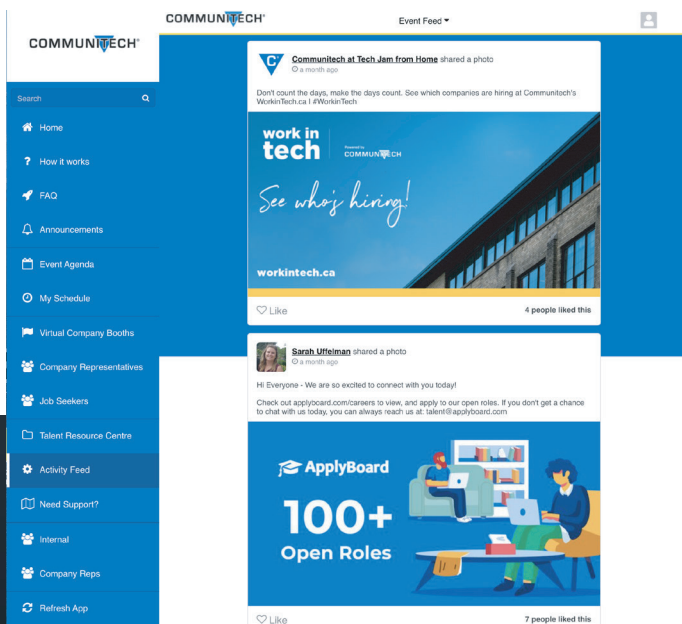 COMMUNITECH®
Search
Home
? How it works
FAQ
Announcements
Event Agenda
My Schedule
Virtual Company Booths
Company Representatives
Job Seekers
Talent Resource Centre
Activity Feed
Need Support?
Internal
Company Reps
Refresh App
COMMUNITECH®
Event Feed
C
Communitech at Tech Jam from Home shared a photo
a month ago
Don't count the days, make the days count. See which companies are hiring at Communitech's
WorkinTech.ca | #WorkinTech
work in
tech
Powered by
COMMUNITECH
See who's hiring!
workintech.ca
Like
4 people liked this
Sarah Uffelman shared a photo
a month ago
Hi Everyone - We are so excited to connect with you today!
Check out applyboard.com/careers to view, and apply to our open roles. If you don't get a chance
to chat with us today, you can always reach us at: talent@applyboard.com
ApplyBoard
100+
Open Roles
Like
7 people liked this